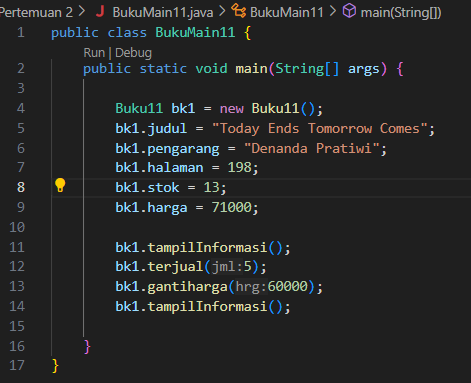 Pertemuan 2 > J BukuMain11.java > BukuMain11 > main(String[])
1 public class BukuMain11 {
Run | Debug
2 public static void main(String[] args) {
3
4 Buku11 bk1 = new Buku11();
5 bk1.judul = "Today Ends Tomorrow Comes";
6 bk1.pengarang = "Denanda Pratiwi";
7 bk1.halaman = 198;
8 bk1.stok = 13;
9 bk1.harga = 71000;
10
11 bk1.tampilInformasi();
12 bk1.terjual(jml:5);
13 bk1.gantiharga(hrg:60000);
14 bk1.tampilInformasi();
15
16 }
17 }